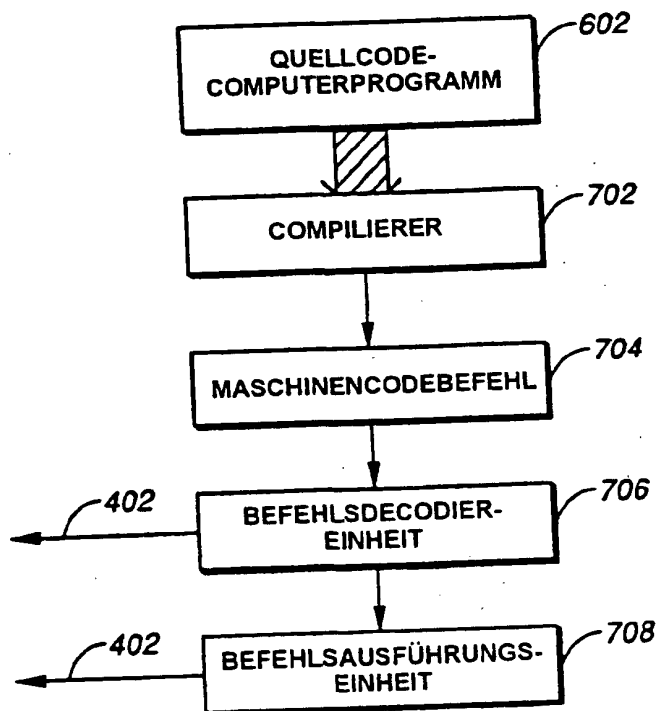 602
QUELLCODE-
COMPUTERPROGRAMM
702
COMPILIERER
704
MASCHINENCODEBEFEHL
706
402
BEFEHLSDECODIER-
EINHEIT
708
402
BEFEHLSAUSFÜHRUNGS-
EINHEIT